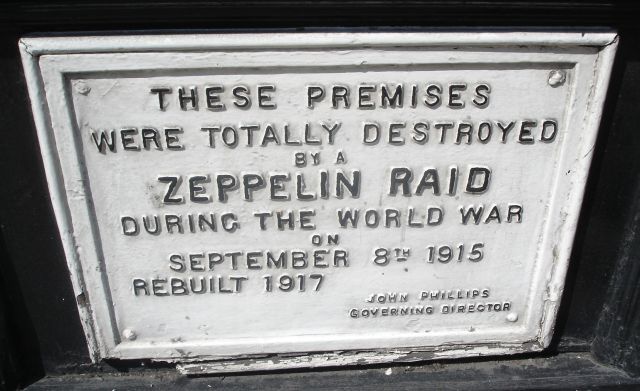 THESE PREMISES
WERE TOTALLY DESTROYED
BY A
ZEPPELIN RAID
DURING THE WORLD WAR
ON
SEPTEMBER 8TH 1915
REBUILT 1917
JOHN PHILLIPS
GOVERNING DIRECTOR